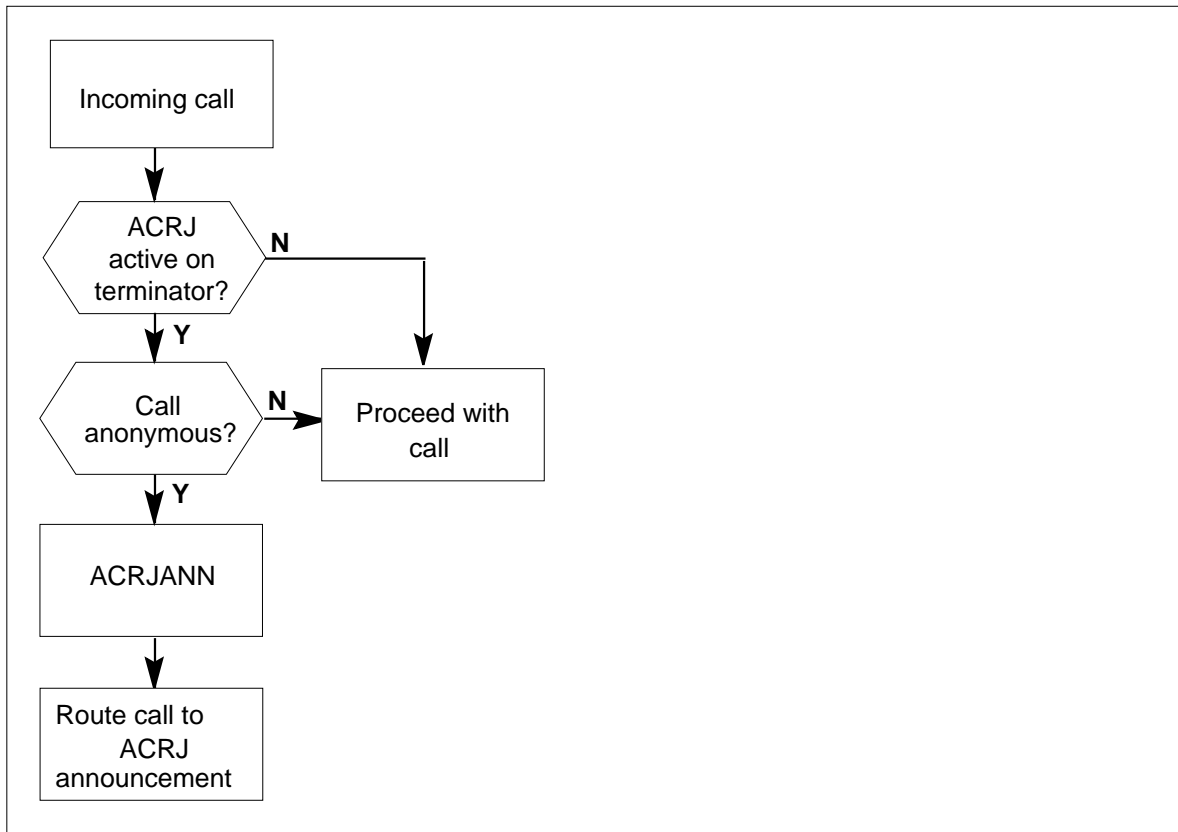 Incoming call
ACRJ
active on
terminator?
N
Y
Call
anonymous?
N
Proceed with
call
Y
ACRJANN
Route call to
ACRJ
announcement